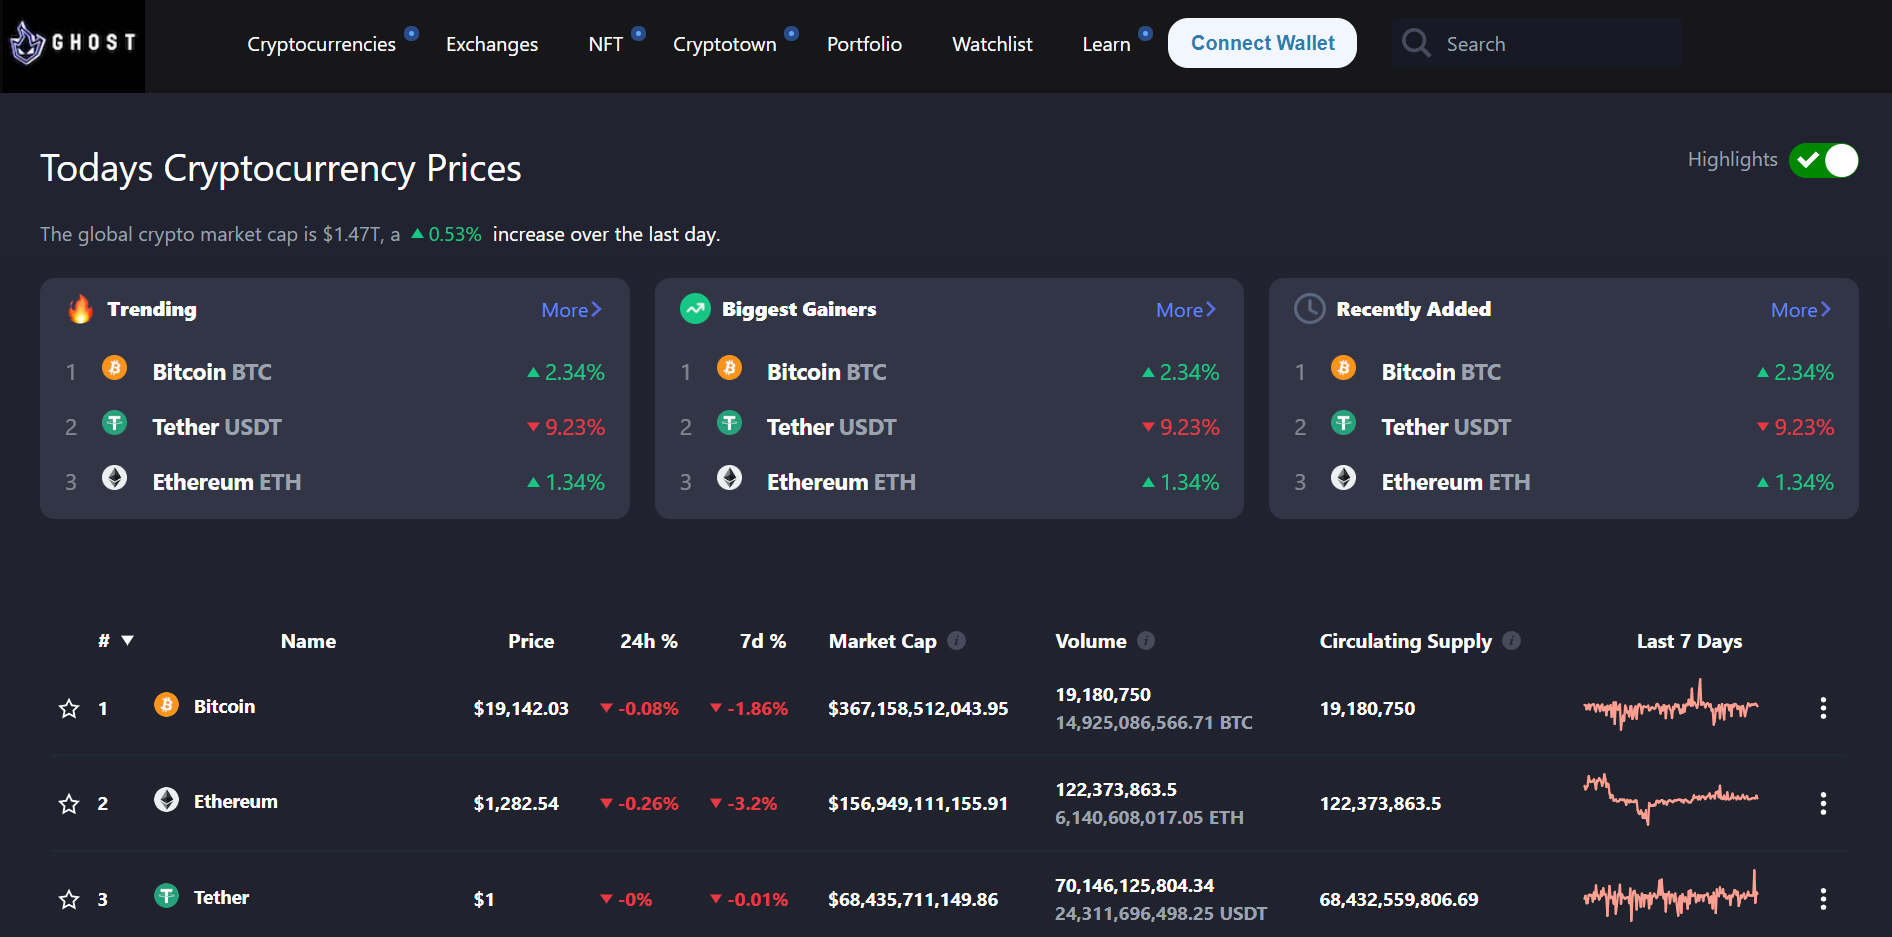 GHOST
Cryptocurrencies Exchanges NFT Cryptotown Portfolio Watchlist Learn Connect Wallet Search
Todays Cryptocurrency Prices
Highlights
The global crypto market cap is $1.47T, a ▲ 0.53% increase over the last day.
Trending More
1 Bitcoin BTC ▲ 2.34%
2 Tether USDT ▼ 9.23%
3 Ethereum ETH ▲ 1.34%
Biggest Gainers More
1 Bitcoin BTC ▲ 2.34%
2 Tether USDT ▼ 9.23%
3 Ethereum ETH ▲ 1.34%
Recently Added More
1 Bitcoin BTC ▲ 2.34%
2 Tether USDT ▼ 9.23%
3 Ethereum ETH ▲ 1.34%
# ▼ Name Price 24h % 7d % Market Cap i Volume i Circulating Supply i Last 7 Days
1 Bitcoin $19,142.03 ▼ -0.08% ▼ -1.86% $367,158,512,043.95 19,180,750 19,180,750
14,925,086,566.71 BTC
2 Ethereum $1,282.54 ▼ -0.26% ▼ -3.2% $156,949,111,155.91 122,373,863.5 122,373,863.5
6,140,608,017.05 ETH
3 Tether $1 ▼ -0% ▼ -0.01% $68,435,711,149.86 70,146,125,804.34 68,432,559,806.69
24,311,696,498.25 USDT